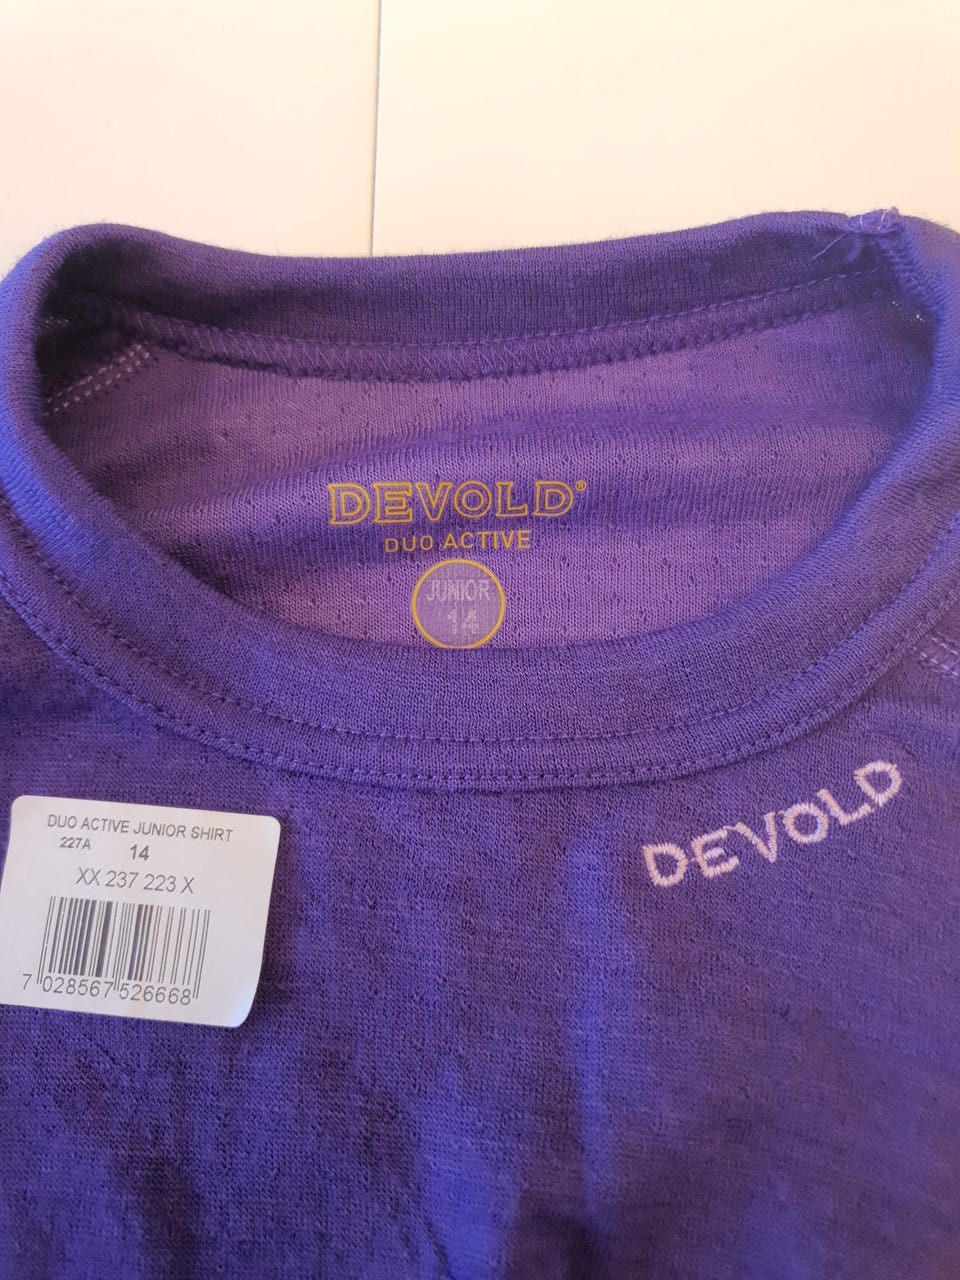 DEVOLD®
DUO ACTIVE
JUNIOR
14
DEVOLD
DUO ACTIVE JUNIOR SHIRT
227A 14
XX 237 223 X
7 028567 526668